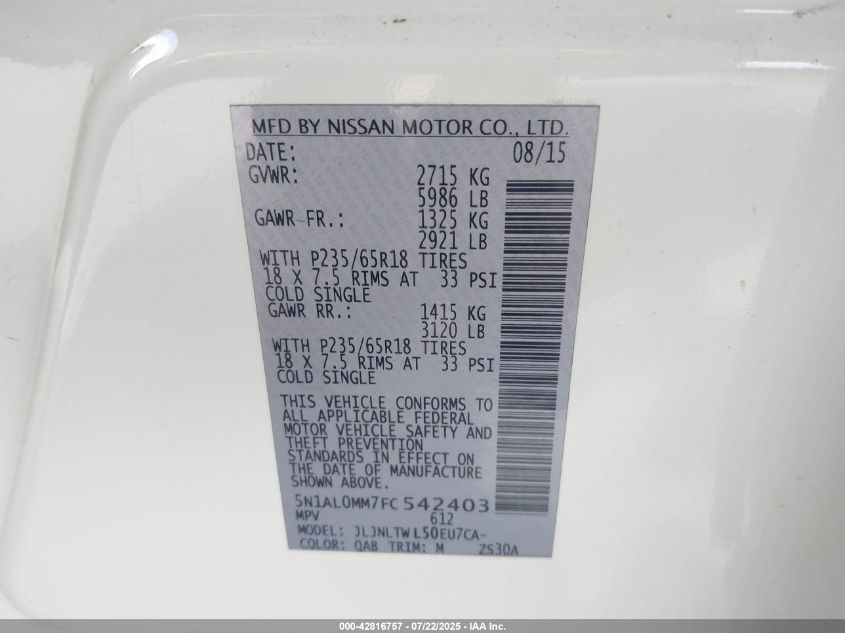 MFD BY NISSAN MOTOR CO., LTD.
DATE: 08/15
GVWR: 2715 KG
5986 LB
GAWR FR.: 1325 KG
2921 LB
WITH P235/65R18 TIRES
18 X 7.5 RIMS AT 33 PSI
COLD SINGLE
GAWR RR.: 1415 KG
3120 LB
WITH P235/65R18 TIRES
18 X 7.5 RIMS AT 33 PSI
COLD SINGLE
THIS VEHICLE CONFORMS TO
ALL APPLICABLE FEDERAL
MOTOR VEHICLE SAFETY AND
THEFT PREVENTION
STANDARDS IN EFFECT ON
THE DATE OF MANUFACTURE
SHOWN ABOVE.
5N1AL0MM7FC542403
MPV 612
MODEL: JLJNLTWL50EU7CA-
COLOR: QAB TRIM: M ZS30A
000-42816757 - 07/22/2025 - IAA Inc.